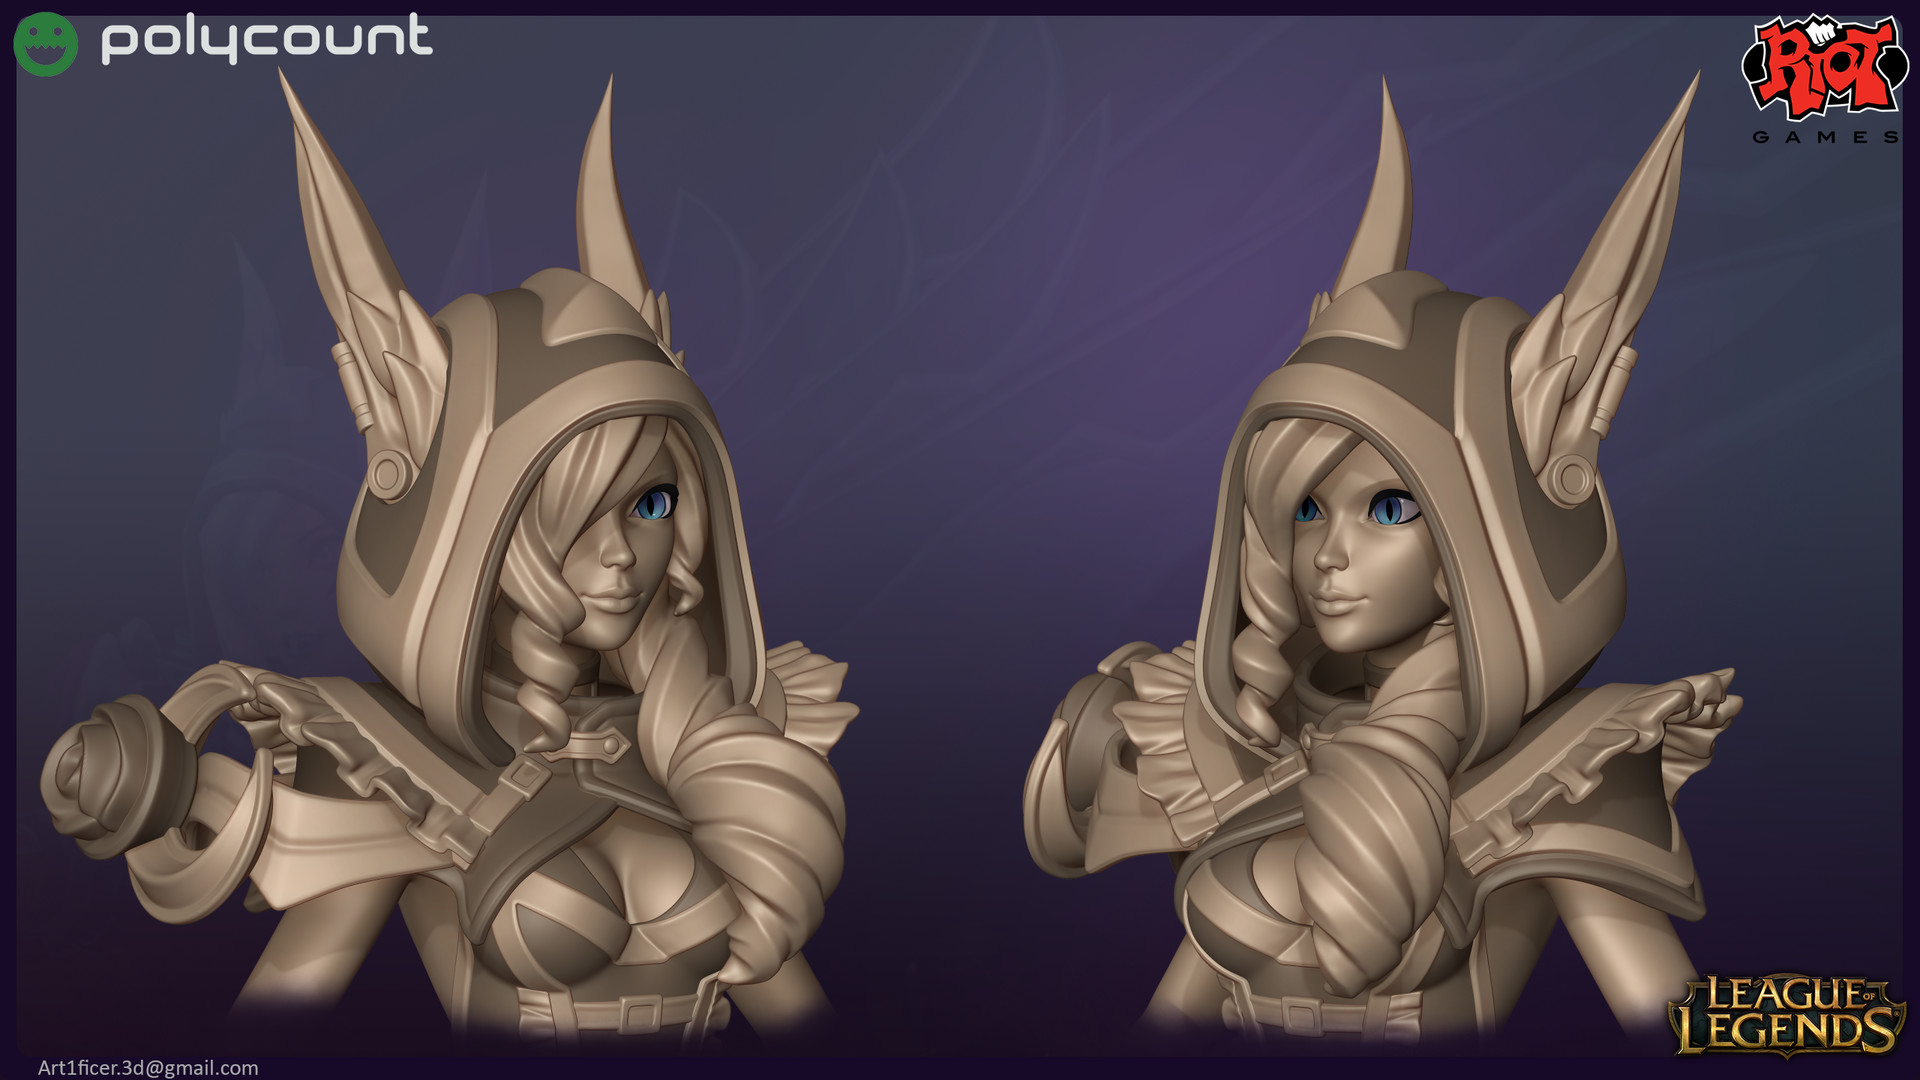 polycount
RIOT
GAMES
LEAGUE OF
LEGENDS
Art1ficer.3d@gmail.com